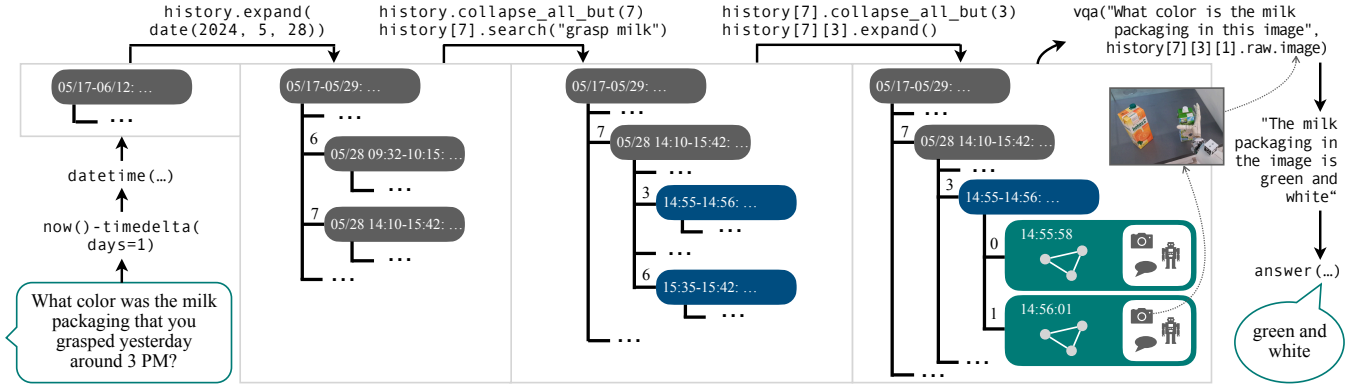 history.expand(
date(2024, 5, 28))
history.collapse_all_but(7)
history[7].search("grasp milk")
history[7].collapse_all_but(3)
history[7][3].expand()
vqa("What color is the milk
packaging in this image",
history[7][3][1].raw.image)
05/17-06/12: …
...
datetime(…)
now()-timedelta(
days=1)
What color was the milk
packaging that you
grasped yesterday
around 3 PM?
05/17-05/29: …
...
6
05/28 09:32-10:15: …
...
7
05/28 14:10-15:42: …
...
...
05/17-05/29: …
...
7
05/28 14:10-15:42: …
...
3
14:55-14:56: …
...
...
6
15:35-15:42: …
...
...
05/17-05/29: …
...
7
05/28 14:10-15:42: …
...
3
14:55-14:56: …
0
14:55:58
1
14:56:01
...
...
"The milk
packaging in
the image is
green and
white“
answer(…)
green and
white